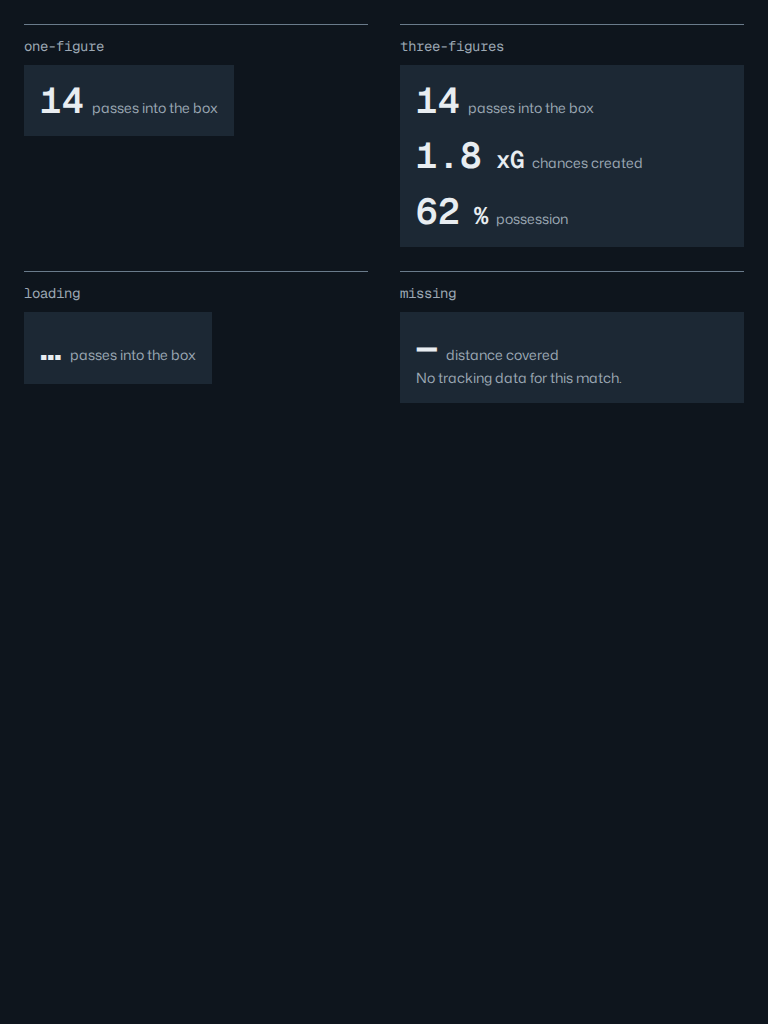 one-figure
14 passes into the box
three-figures
14 passes into the box
1.8 xG chances created
62 % possession
loading
… passes into the box
missing
— distance covered
No tracking data for this match.